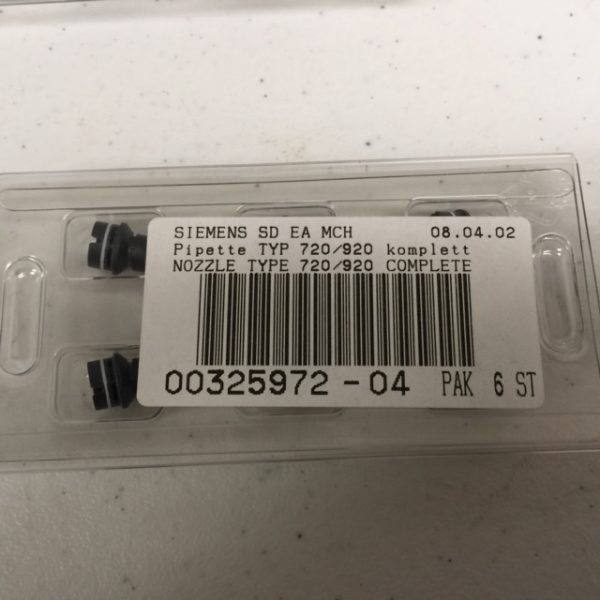 SIEMENS SD EA MCH 08.04.02
Pipette TYP 720/920 komplett
NOZZLE TYPE 720/920 COMPLETE
00325972-04 PAK 6 ST